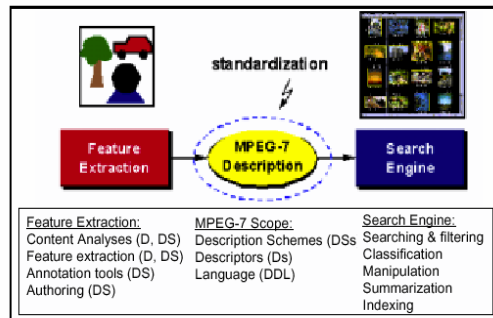 standardization
Feature
Extraction
MPEG-7
Description
Search
Engine
Feature Extraction:
Content Analyses (D, DS)
Feature extraction (D, DS)
Annotation tools (DS)
Authoring (DS)
MPEG-7 Scope:
Description Schemes (DSs
Descriptors (Ds)
Language (DDL)
Search Engine:
Searching & filtering
Classification
Manipulation
Summarization
Indexing